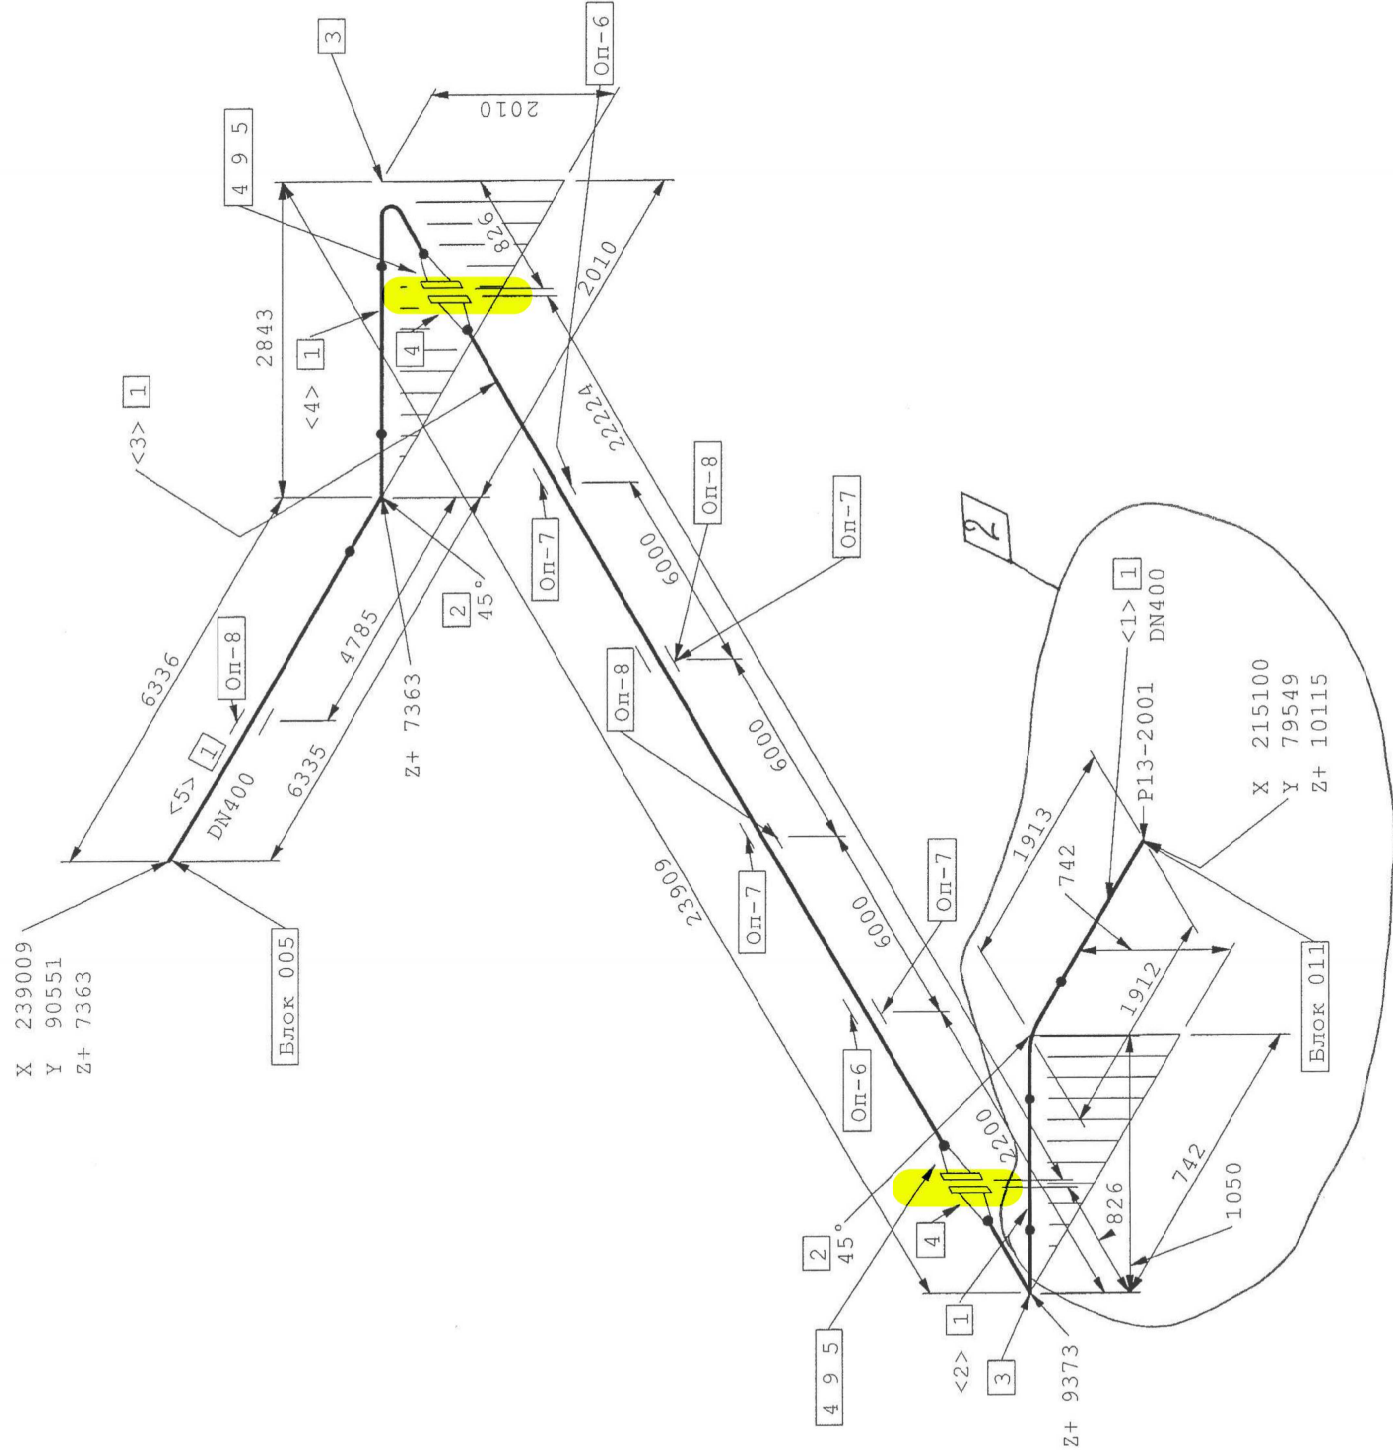 3
Оп-6
2010
4 9 5
826
2010
2843
<4> 1
4
<3> 1
22224
Оп-8
Оп-7
Оп-7
6000
2
45°
4785
6336
Оп-8
<5> 1
DN400
6335
Z+ 7363
Оп-8
6000
2
<1> 1
DN400
P13-2001
X 215100
Y 79549
Z+ 10115
1913
742
23909
Оп-7
6000
Оп-7
X 239009
Y 90551
Z+ 7363
Блок 005
1912
Блок 011
Оп-6
2200
742
826
1050
2
45°
4
4 9 5
<2> 1
3
Z+ 9373